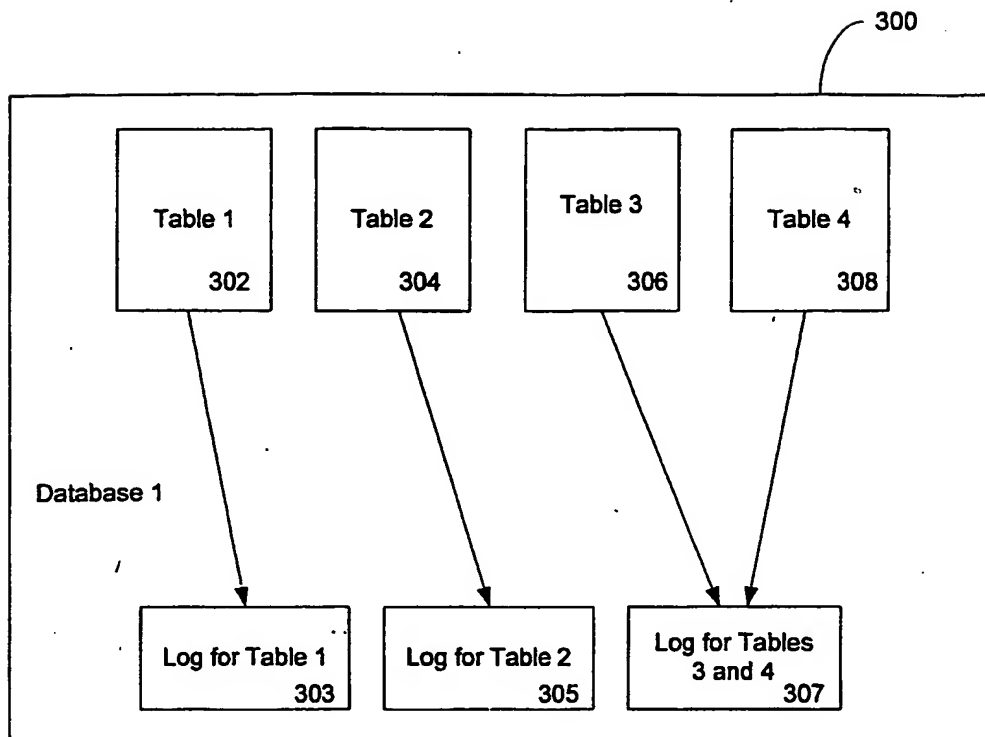 300
Table 1
302
Table 2
304
Table 3
306
Table 4
308
Database 1
Log for Table 1
303
Log for Table 2
305
Log for Tables
3 and 4
307